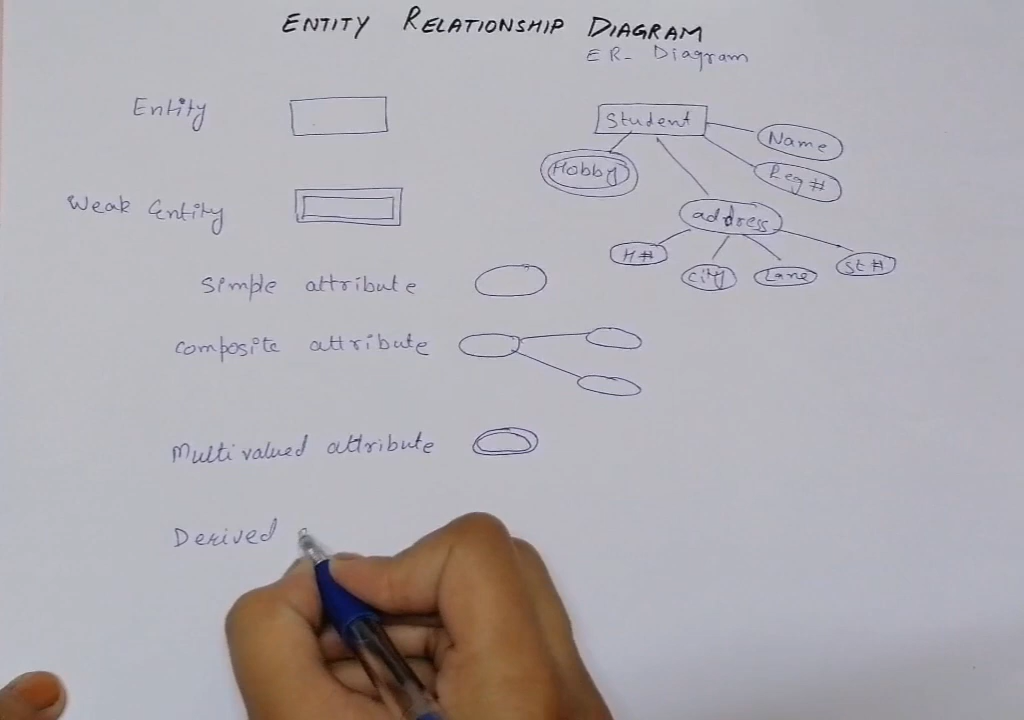 ENTITY RELATIONSHIP DIAGRAM
ER- Diagram
Entity
Student
Name
Hobby
Reg #
Weak Entity
address
H#
City
Lane
St #
Simple attribute
Composite attribute
Multivalued attribute
Derived